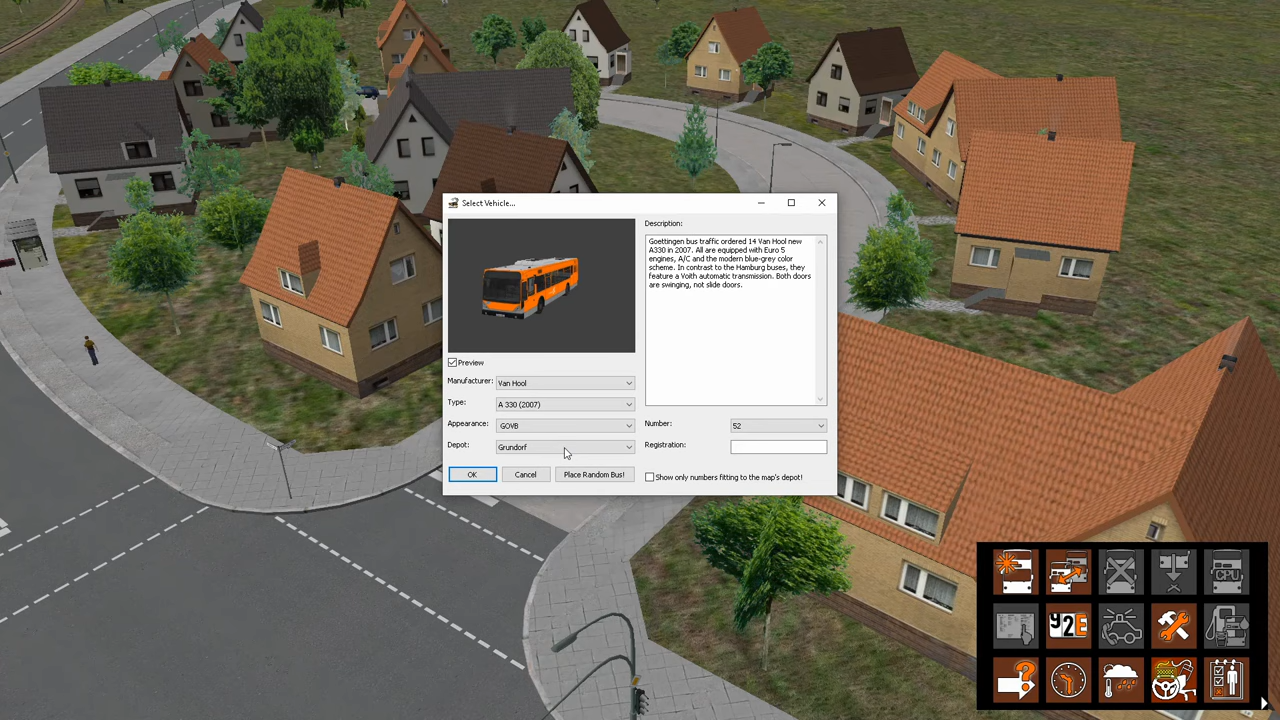 Select Vehicle...
Description:
Goettingen bus traffic ordered 14 Van Hool new
A330 in 2007. All are equipped with Euro 5
engines, A/C and the modern blue-grey color
scheme. In contrast to the Hamburg buses, they
feature a Voith automatic transmission. Both doors
are swinging, not slide doors.
Preview
Manufacturer: Van Hool
Type: A 330 (2007)
Appearance: GOVB
Number: 52
Depot: Grundorf
Registration:
OK
Cancel
Place Random Bus!
Show only numbers fitting to the map's depot!
CPU
92E
?